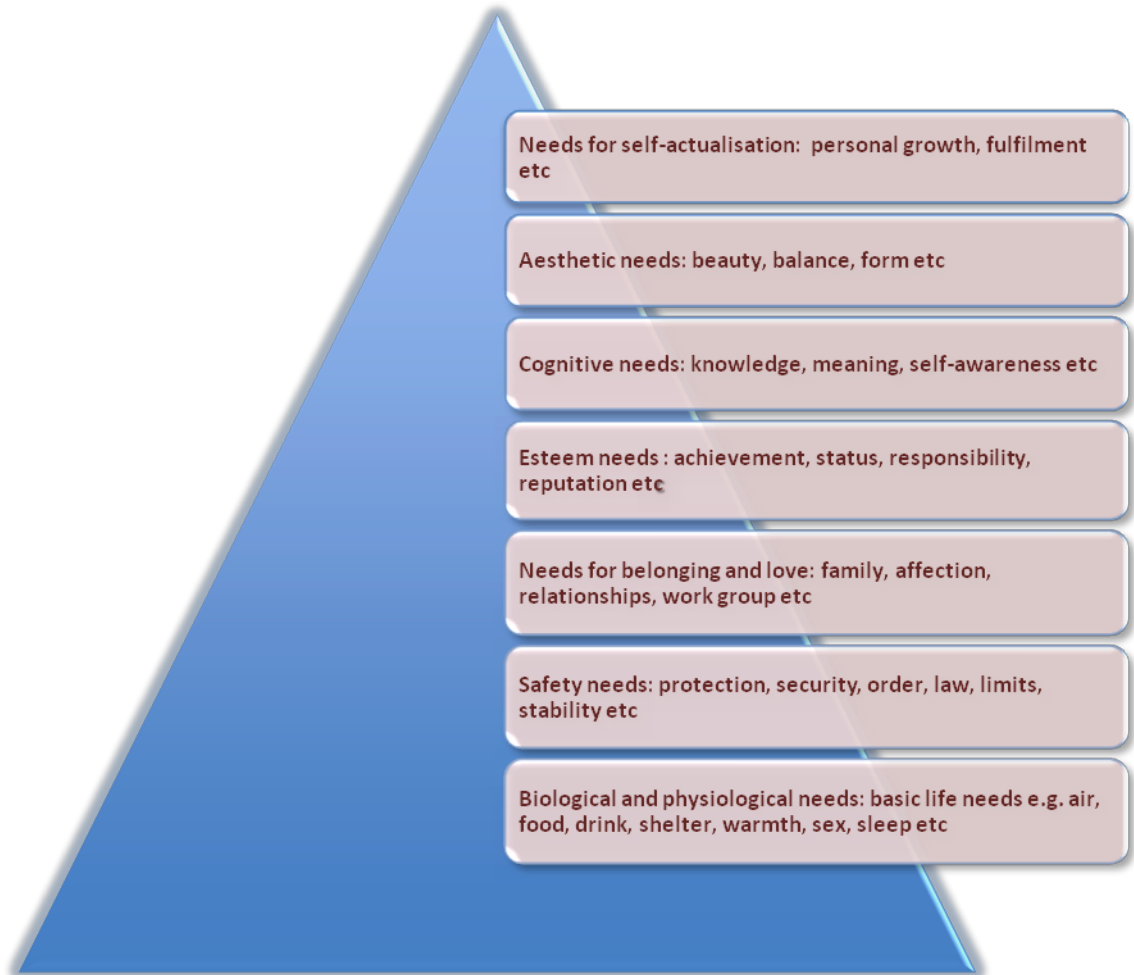 Needs for self-actualisation:  personal growth, fulfilment
etc
Aesthetic needs: beauty, balance, form etc
Cognitive needs: knowledge, meaning, self-awareness etc
Esteem needs : achievement, status, responsibility,
reputation etc
Needs for belonging and love: family, affection,
relationships, work group etc
Safety needs: protection, security, order, law, limits,
stability etc
Biological and physiological needs: basic life needs e.g. air,
food, drink, shelter, warmth, sex, sleep etc